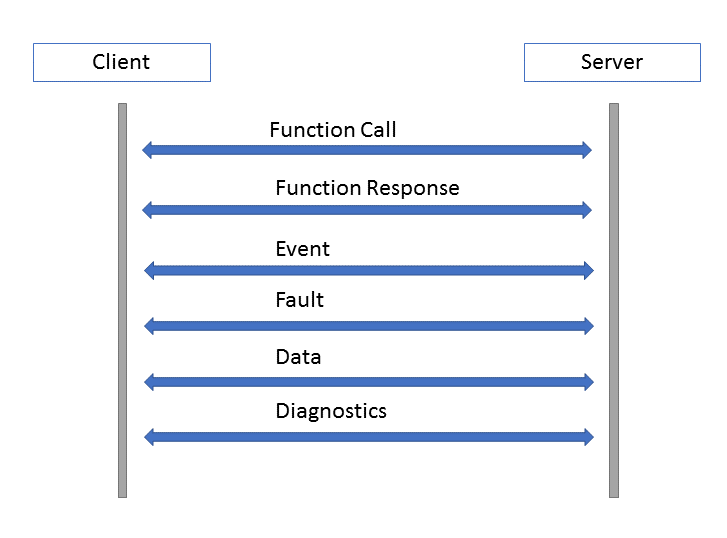 Client
Server
Function Call
Function Response
Event
Fault
Data
Diagnostics